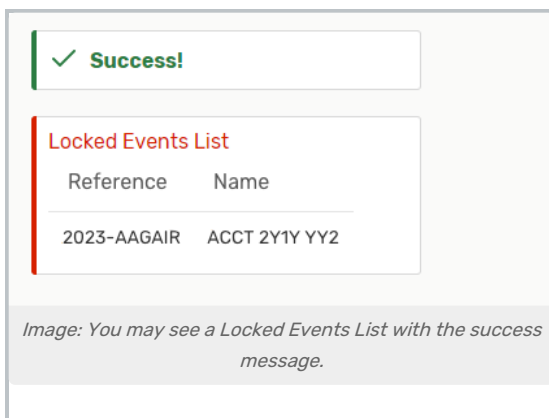 Success!
Locked Events List
Reference Name
2023-AAGAIR ACCT 2Y1Y YY2
Image: You may see a Locked Events List with the success
message.